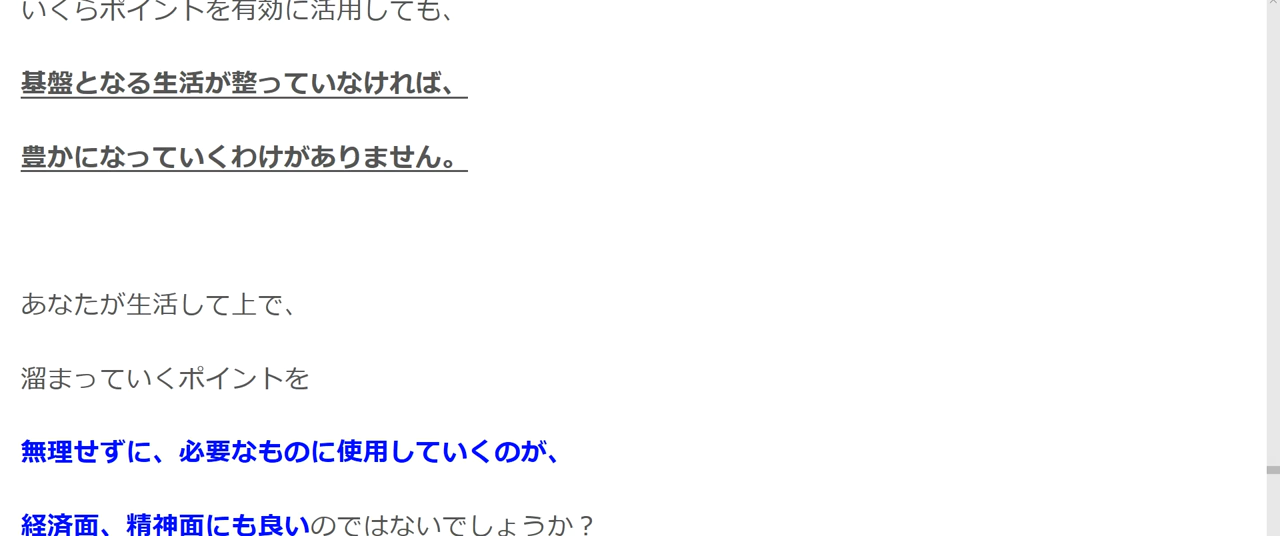 いくらポイントを有効に活用しても、
基盤となる生活が整っていなければ、
豊かになっていくわけがありません。
あなたが生活して上で、
溜まっていくポイントを
無理せずに、必要なものに使用していくのが、
経済面、精神面にも良いのではないでしょうか？